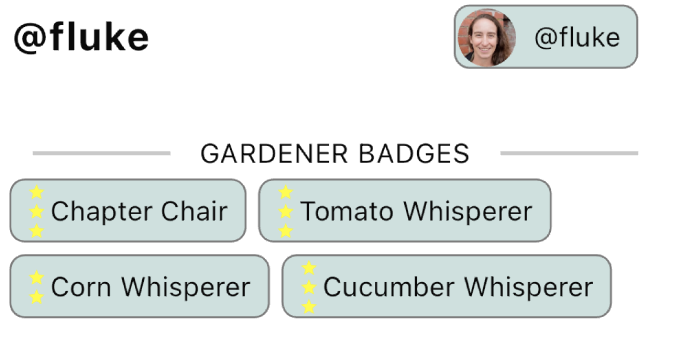 @fluke
@fluke
GARDENER BADGES
Chapter Chair
Tomato Whisperer
Corn Whisperer
Cucumber Whisperer